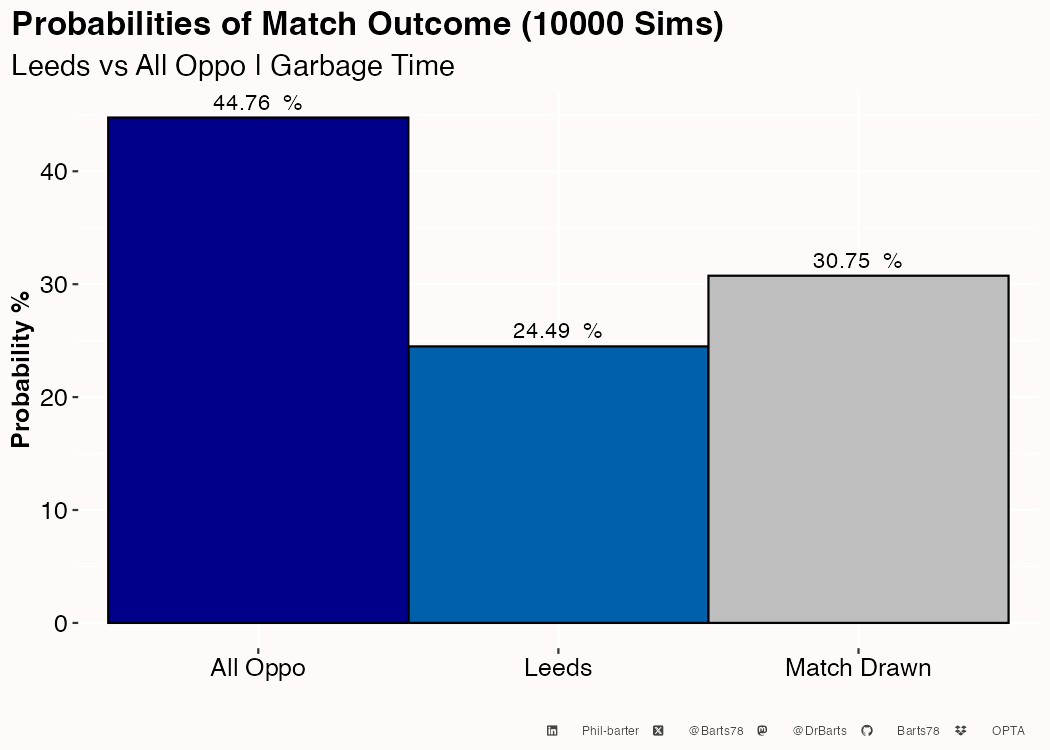 Probabilities of Match Outcome (10000 Sims)
Leeds vs All Oppo | Garbage Time
44.76 %
40
30.75 %
30
24.49 %
20
10
0
Probability %
All Oppo Leeds Match Drawn
Phil-barter @Barts78 @DrBarts Barts78 OPTA